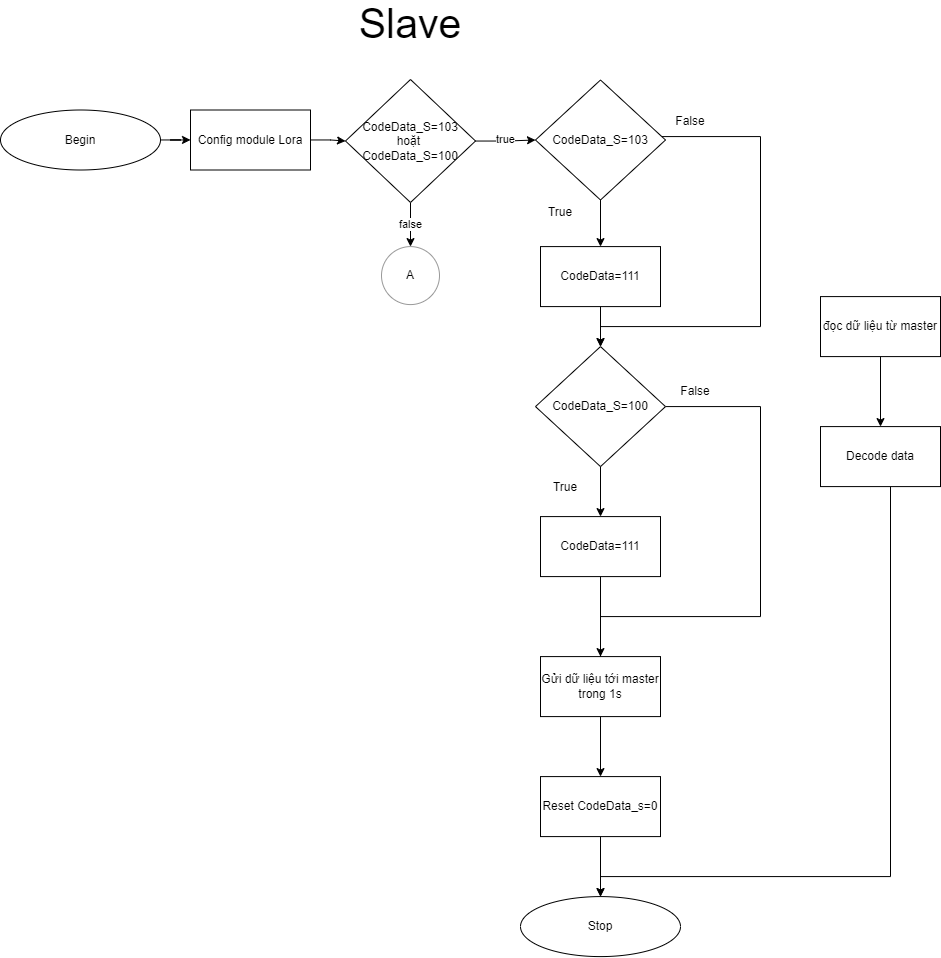 Slave
Begin
Config module Lora
CodeData_S=103
hoặt
CodeData_S=100
true
CodeData_S=103
False
True
false
A
CodeData=111
đọc dữ liệu từ master
CodeData_S=100
False
True
Decode data
CodeData=111
Gửi dữ liệu tới master
trong 1s
Reset CodeData_s=0
Stop